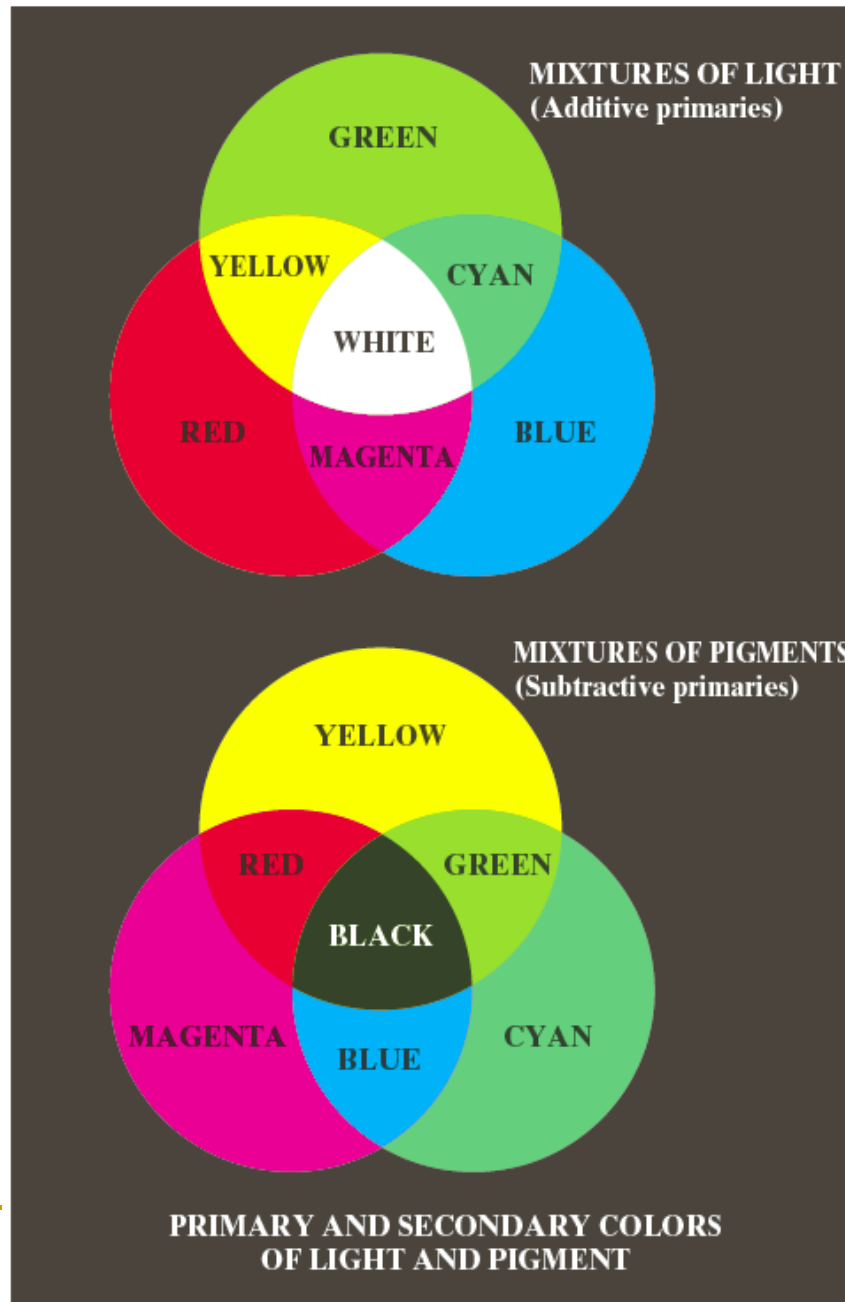 MIXTURES OF LIGHT
(Additive primaries)
GREEN
YELLOW
CYAN
WHITE
RED
BLUE
MAGENTA
MIXTURES OF PIGMENTS
(Subtractive primaries)
YELLOW
RED
GREEN
BLACK
MAGENTA
BLUE
CYAN
PRIMARY AND SECONDARY COLORS
OF LIGHT AND PIGMENT